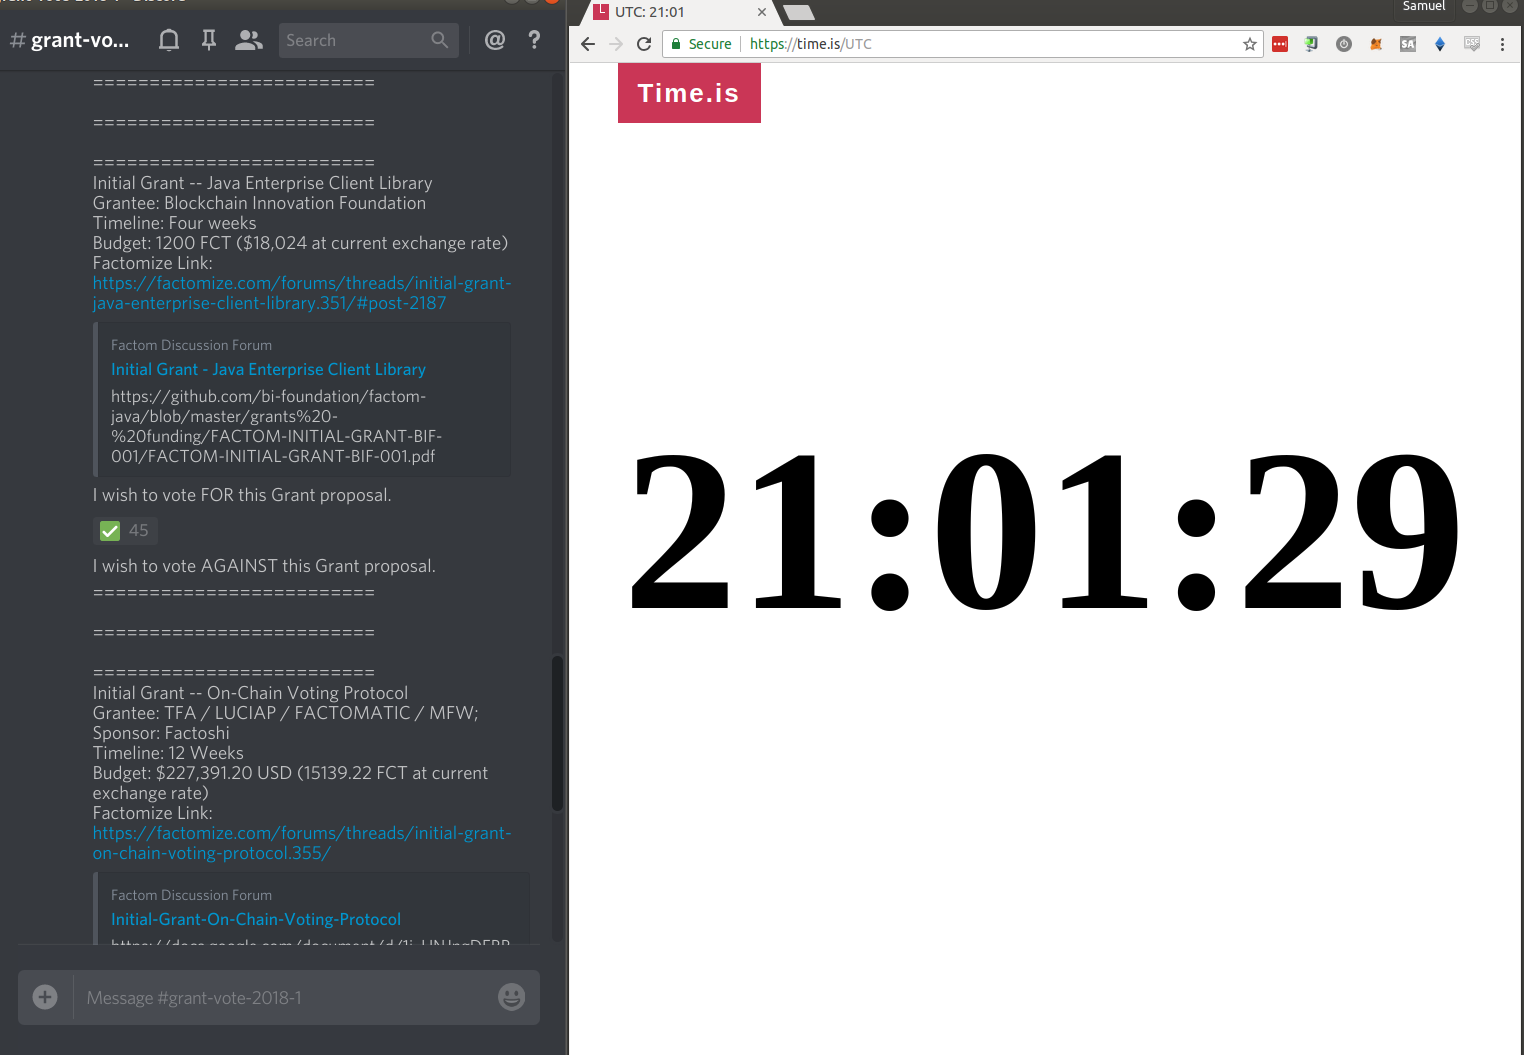 # grant-vo...
Search
=========================
=========================
=========================
Initial Grant -- Java Enterprise Client Library
Grantee: Blockchain Innovation Foundation
Timeline: Four weeks
Budget: 1200 FCT ($18,024 at current exchange rate)
Factomize Link:
https://factomize.com/forums/threads/initial-grant-
java-enterprise-client-library.351/#post-2187
Factom Discussion Forum
Initial Grant - Java Enterprise Client Library
https://github.com/bi-foundation/factom-
java/blob/master/grants%20-
%20funding/FACTOM-INITIAL-GRANT-BIF-
001/FACTOM-INITIAL-GRANT-BIF-001.pdf
I wish to vote FOR this Grant proposal.
45
I wish to vote AGAINST this Grant proposal.
=========================
=========================
=========================
Initial Grant -- On-Chain Voting Protocol
Grantee: TFA / LUCIAP / FACTOMATIC / MFW;
Sponsor: Factoshi
Timeline: 12 Weeks
Budget: $227,391.20 USD (15139.22 FCT at current
exchange rate)
Factomize Link:
https://factomize.com/forums/threads/initial-grant-
on-chain-voting-protocol.355/
Factom Discussion Forum
Initial-Grant-On-Chain-Voting-Protocol
Message #grant-vote-2018-1
UTC: 21:01
Samuel
Secure
https://time.is/UTC
Time.is
21:01:29